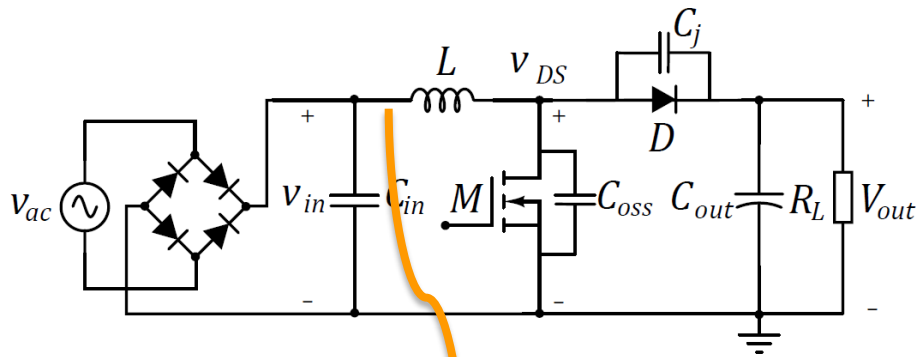 C_j
L
v_DS
+
+
+
D
v_ac
v_in
C_in
M
C_oss
C_out
R_L
V_out
-
-
-